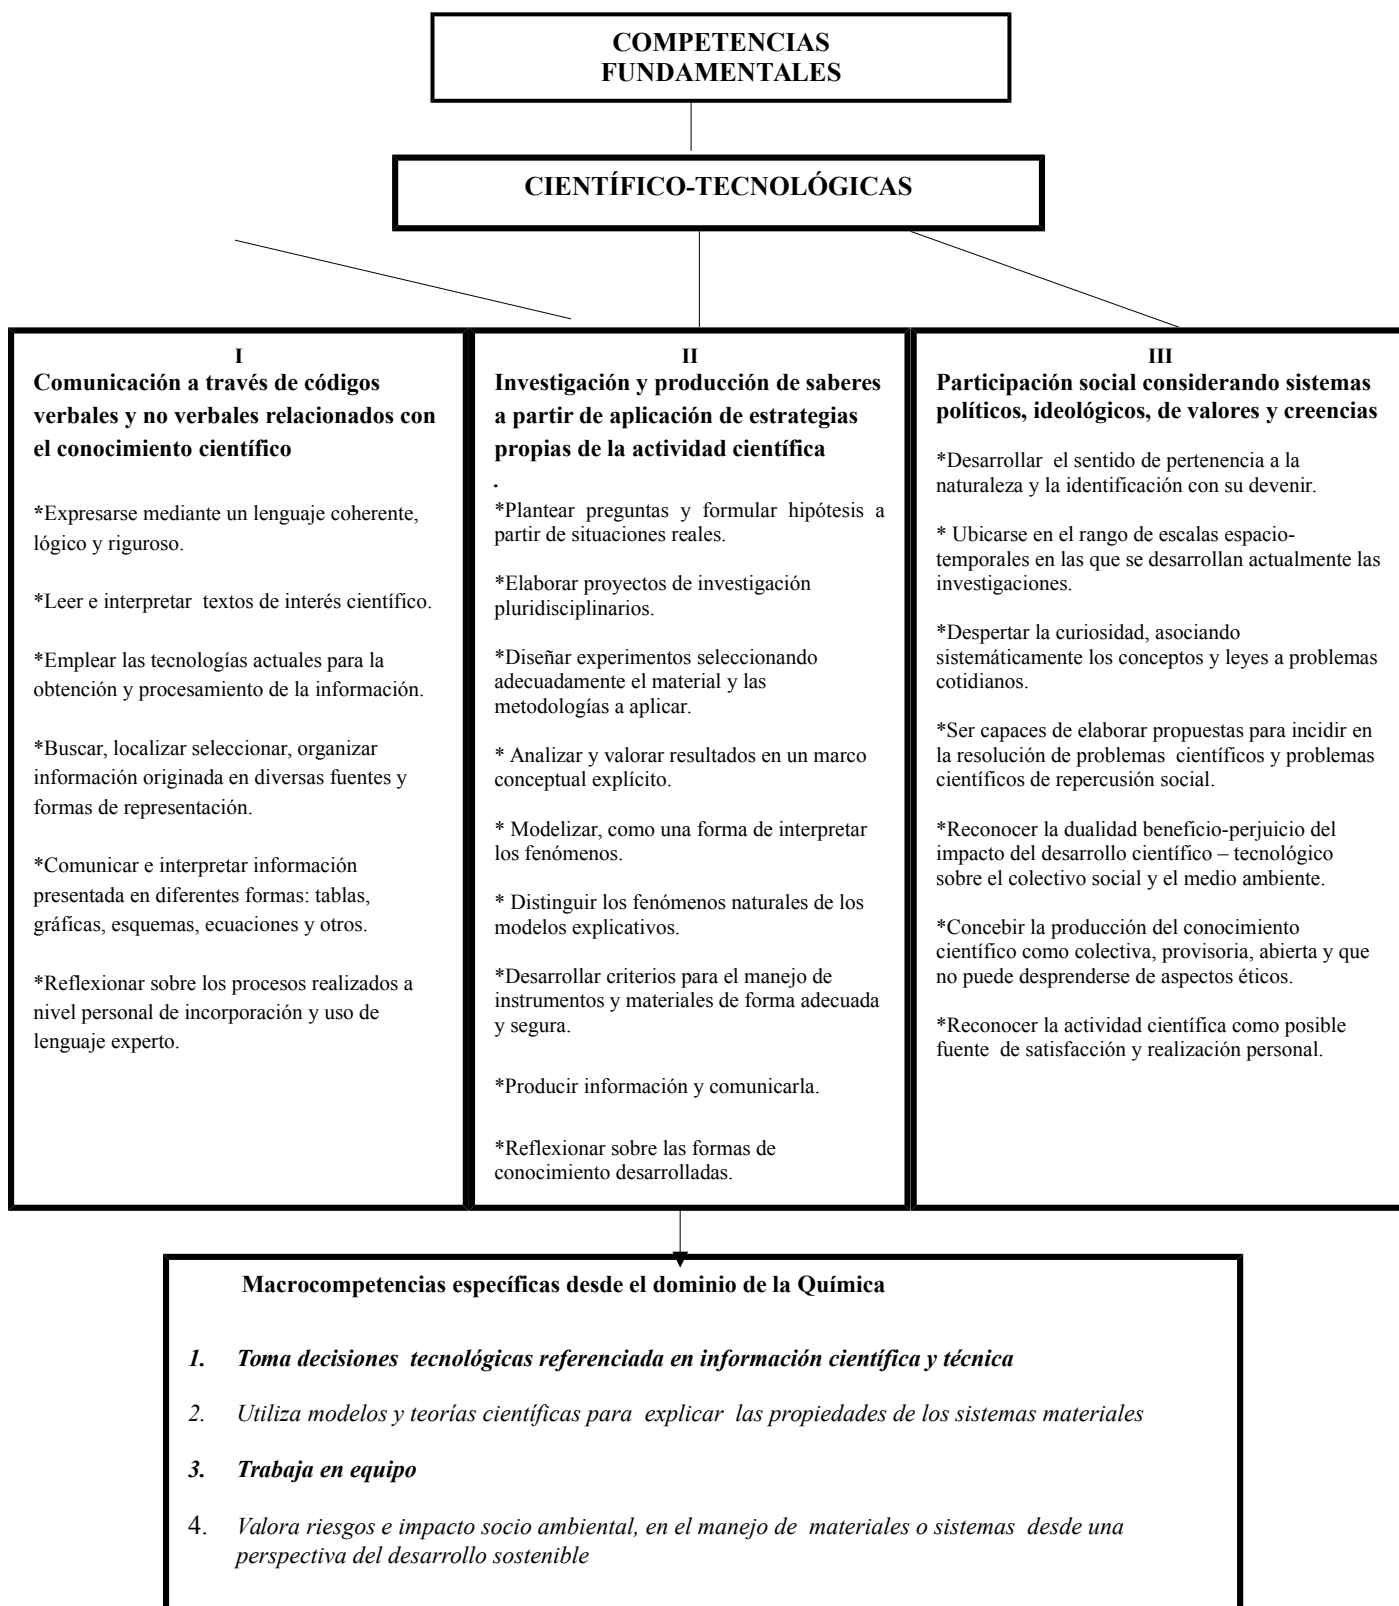 COMPETENCIAS
FUNDAMENTALES
CIENTÍFICO-TECNOLÓGICAS
I
Comunicación a través de códigos
verbales y no verbales relacionados con
el conocimiento científico
*Expresarse mediante un lenguaje coherente,
lógico y riguroso.
*Leer e interpretar textos de interés científico.
*Emplear las tecnologías actuales para la
obtención y procesamiento de la información.
*Buscar, localizar seleccionar, organizar
información originada en diversas fuentes y
formas de representación.
*Comunicar e interpretar información
presentada en diferentes formas: tablas,
gráficas, esquemas, ecuaciones y otros.
*Reflexionar sobre los procesos realizados a
nivel personal de incorporación y uso de
lenguaje experto.
II
Investigación y producción de saberes
a partir de aplicación de estrategias
propias de la actividad científica
.
*Plantear preguntas y formular hipótesis a
partir de situaciones reales.
*Elaborar proyectos de investigación
pluridisciplinarios.
*Diseñar experimentos seleccionando
adecuadamente el material y las
metodologías a aplicar.
* Analizar y valorar resultados en un marco
conceptual explícito.
* Modelizar, como una forma de interpretar
los fenómenos.
* Distinguir los fenómenos naturales de los
modelos explicativos.
*Desarrollar criterios para el manejo de
instrumentos y materiales de forma adecuada
y segura.
*Producir información y comunicarla.
*Reflexionar sobre las formas de
conocimiento desarrolladas.
III
Participación social considerando sistemas
políticos, ideológicos, de valores y creencias
*Desarrollar el sentido de pertenencia a la
naturaleza y la identificación con su devenir.
* Ubicarse en el rango de escalas espacio-
temporales en las que se desarrollan actualmente las
investigaciones.
*Despertar la curiosidad, asociando
sistemáticamente los conceptos y leyes a problemas
cotidianos.
*Ser capaces de elaborar propuestas para incidir en
la resolución de problemas científicos y problemas
científicos de repercusión social.
*Reconocer la dualidad beneficio-perjuicio del
impacto del desarrollo científico – tecnológico
sobre el colectivo social y el medio ambiente.
*Concebir la producción del conocimiento
científico como colectiva, provisoria, abierta y que
no puede desprenderse de aspectos éticos.
*Reconocer la actividad científica como posible
fuente de satisfacción y realización personal.
Macrocompetencias específicas desde el dominio de la Química
1. Toma decisiones tecnológicas referenciada en información científica y técnica
2. Utiliza modelos y teorías científicas para explicar las propiedades de los sistemas materiales
3. Trabaja en equipo
4. Valora riesgos e impacto socio ambiental, en el manejo de materiales o sistemas desde una
perspectiva del desarrollo sostenible